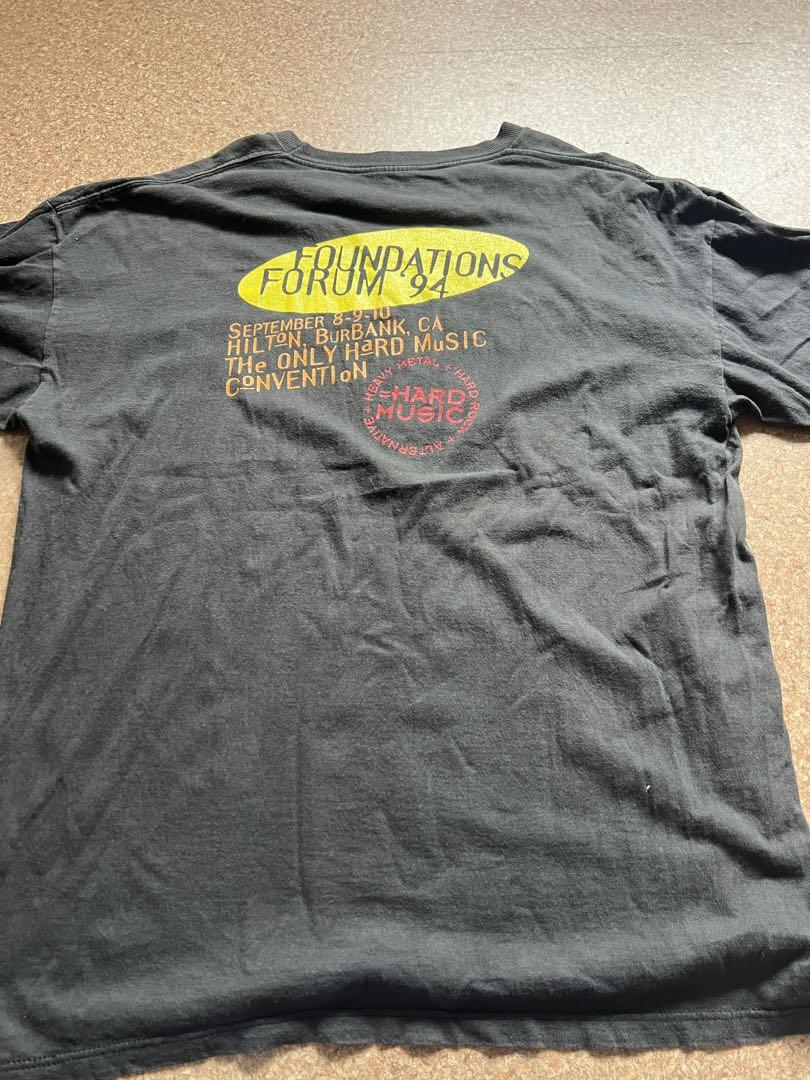 FOUNDATIONS
FORUM '94
SEPTEMBER 8-9-10
HILTON, BURBANK, CA
THe ONLY HaRD MuSIC
CoNVENTIoN
HEAVY METAL + HARD ROCK + ALTERNATIVE +
=HARD
MUSIC